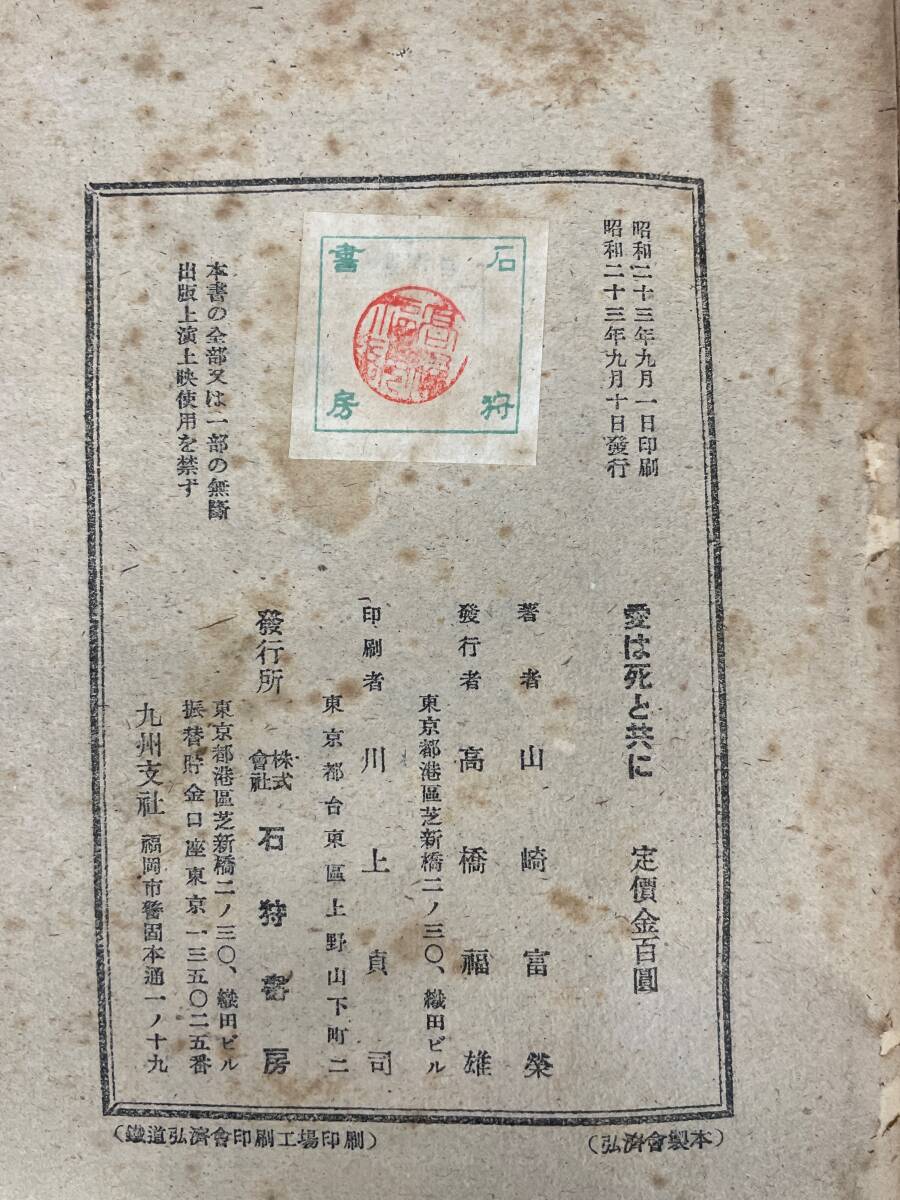 昭和二十三年九月一日印刷
昭和二十三年九月十日發行
石狩
書房
本書の全部又は一部の無斷
出版上演上映使用を禁ず
愛は死と共に 定價金百圓
著者 山崎富榮
發行者 高橋福雄
東京都港區芝新橋二ノ三〇、織田ビル
印刷者 川上貞司
東京都台東區上野山下町二
發行所 株式會社 石狩書房
東京都港區芝新橋二ノ三〇、織田ビル
振替貯金口座東京一三五〇二五番
九州支社 福岡市警固本通一ノ十九
(弘濟會製本)
(鐵道弘濟會印刷工場印刷)